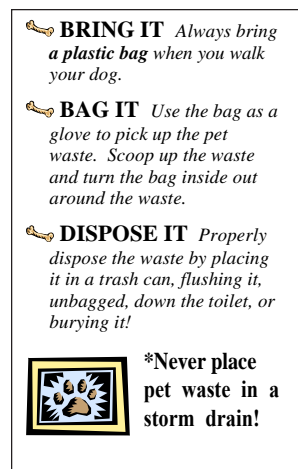 BRING IT Always bring
a plastic bag when you walk
your dog.
BAG IT Use the bag as a
glove to pick up the pet
waste. Scoop up the waste
and turn the bag inside out
around the waste.
DISPOSE IT Properly
dispose the waste by placing
it in a trash can, flushing it,
unbagged, down the toilet, or
burying it!
*Never place
pet waste in a
storm drain!